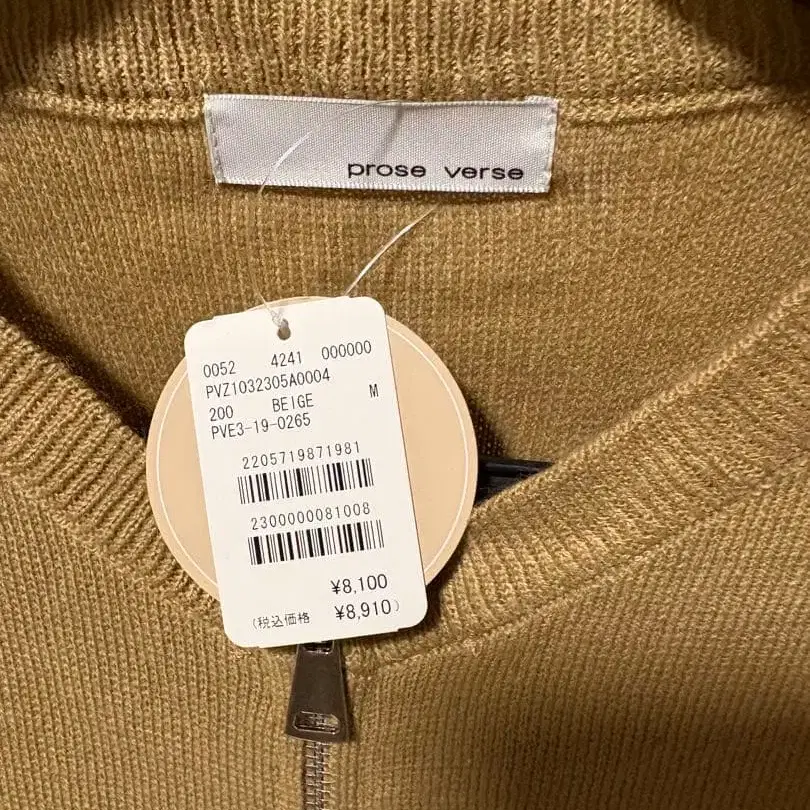 prose verse
0052 4241 000000
PVZ1032305A0004
200 BEIGE M
PVE3-19-0265
2205719871981
2300000081008
¥8,100
(税込価格 ¥8,910)